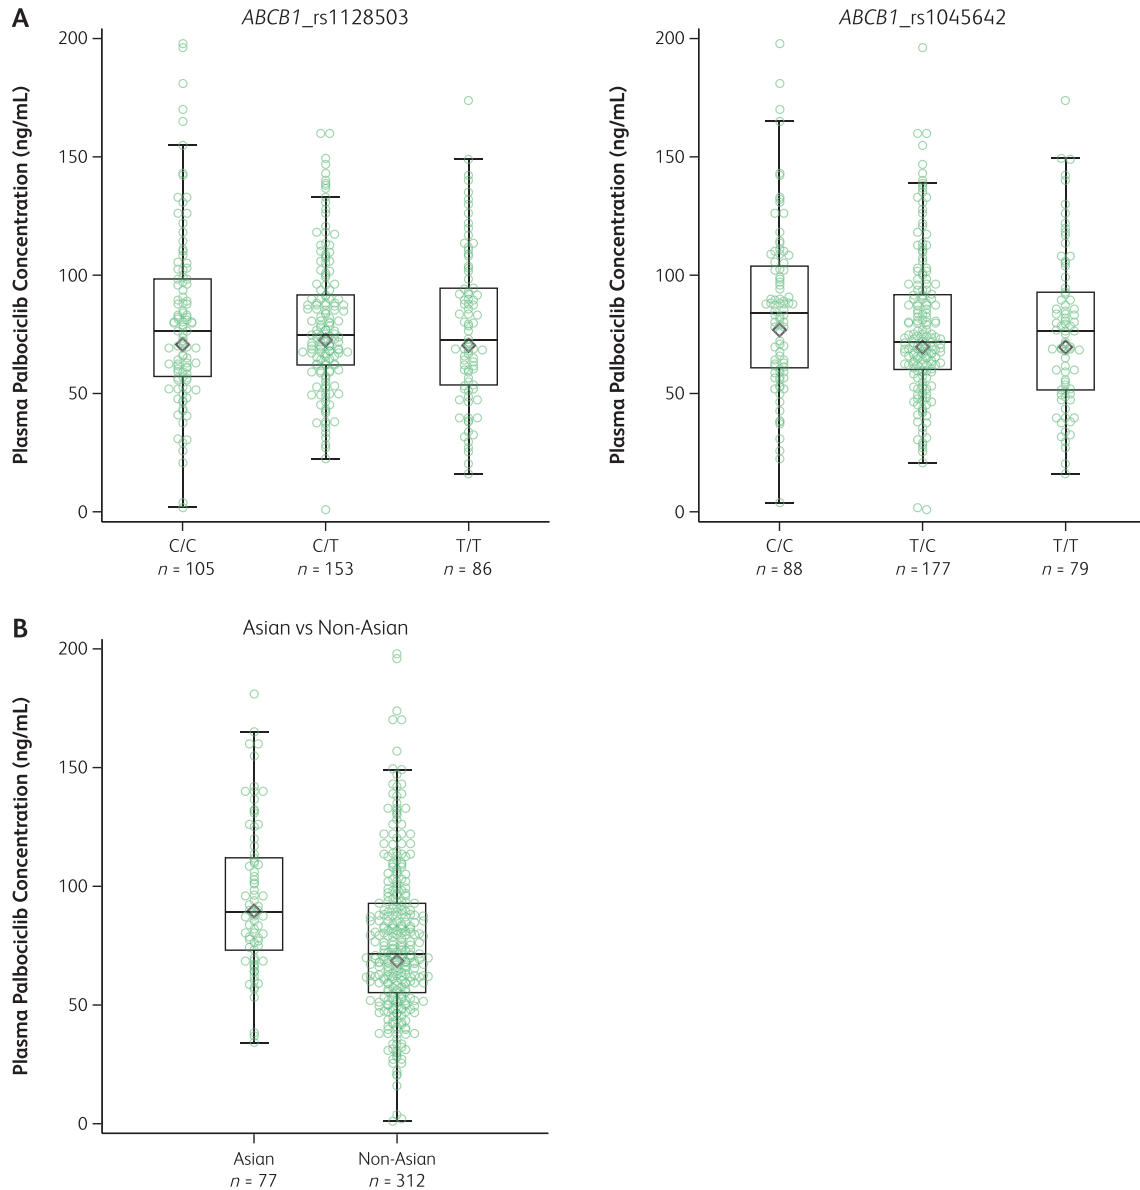 A
ABCB1_rs1128503
Plasma Palbociclib Concentration (ng/mL)
200
150
100
50
0
C/C
C/T
T/T
n = 105
n = 153
n = 86
ABCB1_rs1045642
Plasma Palbociclib Concentration (ng/mL)
200
150
100
50
0
C/C
T/C
T/T
n = 88
n = 177
n = 79
B
Asian vs Non-Asian
Plasma Palbociclib Concentration (ng/mL)
200
150
100
50
0
Asian
Non-Asian
n = 77
n = 312